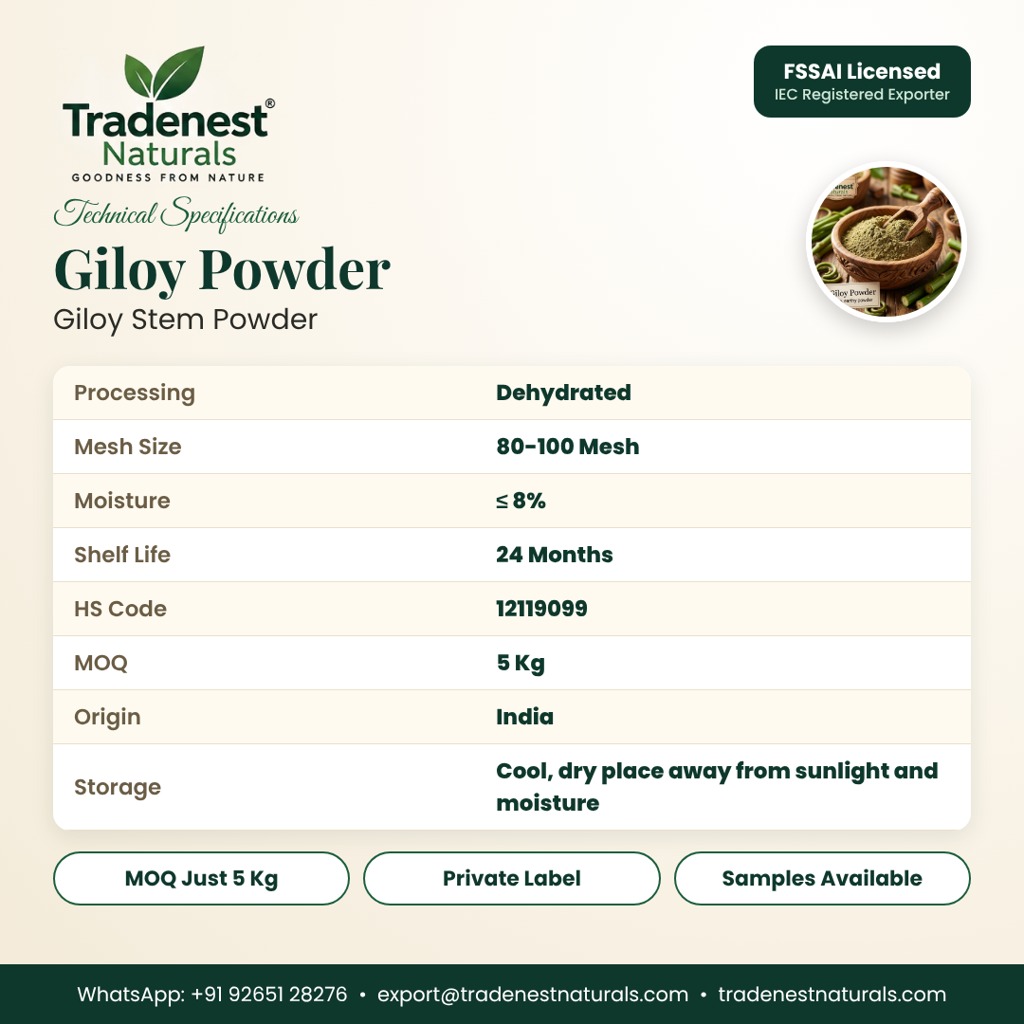 Tradenest®
Naturals
GOODNESS FROM NATURE
FSSAI Licensed
IEC Registered Exporter
Technical Specifications
Giloy Powder
Giloy Stem Powder
Giloy Powder
powder
Processing Dehydrated
Mesh Size 80-100 Mesh
Moisture ≤ 8%
Shelf Life 24 Months
HS Code 12119099
MOQ 5 Kg
Origin India
Storage Cool, dry place away from sunlight and
moisture
MOQ Just 5 Kg
Private Label
Samples Available
WhatsApp: +91 92651 28276 • export@tradenestnaturals.com • tradenestnaturals.com